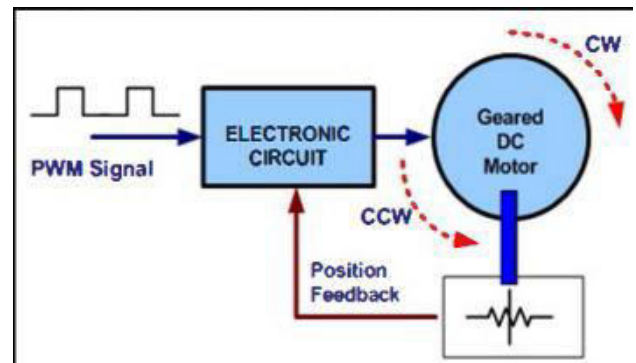 CW
PWM Signal
ELECTRONIC
CIRCUIT
Geared
DC
Motor
CCW
Position
Feedback